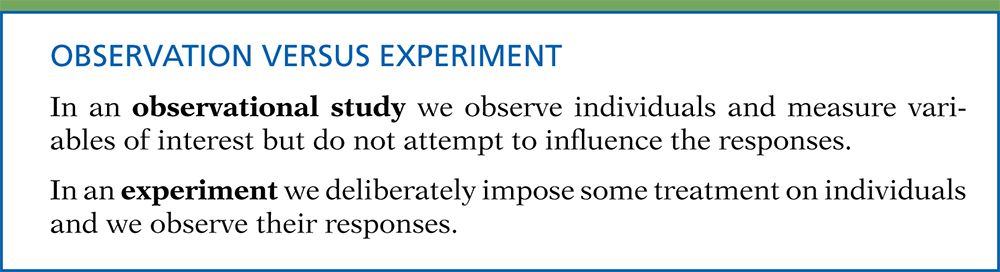 OBSERVATION VERSUS EXPERIMENT
In an observational study we observe individuals and measure vari-
ables of interest but do not attempt to influence the responses.
In an experiment we deliberately impose some treatment on individuals
and we observe their responses.